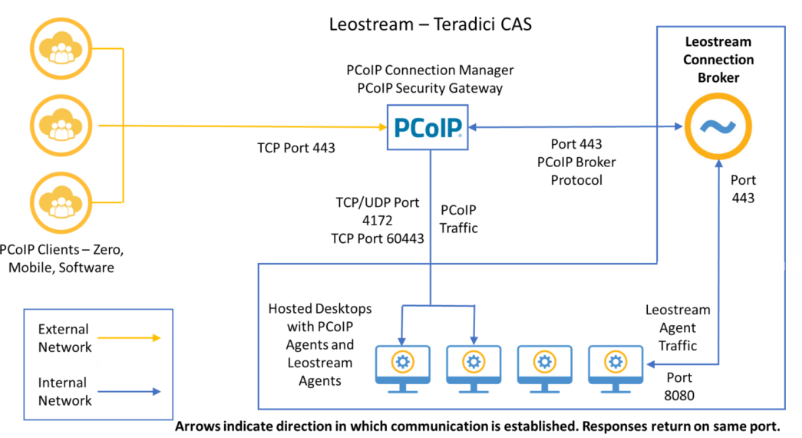 Leostream – Teradici CAS
Leostream
Connection
Broker
PCoIP Connection Manager
PCoIP Security Gateway
PCoIP
TCP Port 443
Port 443
PCoIP Broker
Protocol
Port
443
TCP/UDP Port
4172
TCP Port 60443
PCoIP
Traffic
PCoIP Clients – Zero,
Mobile, Software
Hosted Desktops
with PCoIP
Agents and
Leostream
Agents
Leostream
Agent
Traffic
Port
8080
External
Network
Internal
Network
Arrows indicate direction in which communication is established. Responses return on same port.